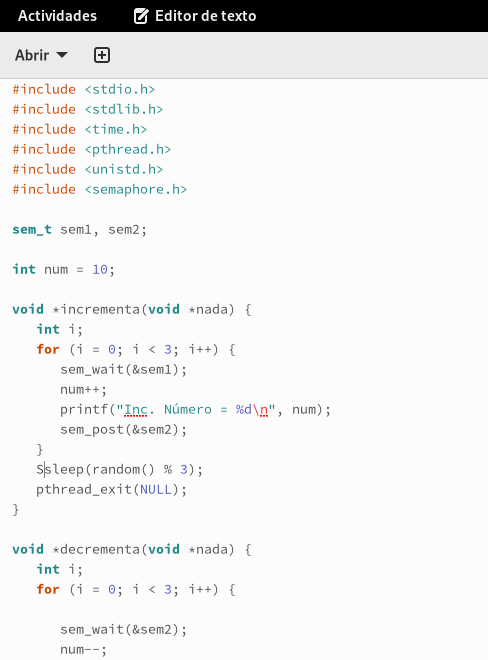 Actividades Editor de texto
Abrir
#include <stdio.h>
#include <stdlib.h>
#include <time.h>
#include <pthread.h>
#include <unistd.h>
#include <semaphore.h>
sem_t sem1, sem2;
int num = 10;
void *incrementa(void *nada) {
int i;
for (i = 0; i < 3; i++) {
sem_wait(&sem1);
num++;
printf("Inc. Número = %d\n", num);
sem_post(&sem2);
}
Ssleep(random() % 3);
pthread_exit(NULL);
}
void *decrementa(void *nada) {
int i;
for (i = 0; i < 3; i++) {
sem_wait(&sem2);
num--;